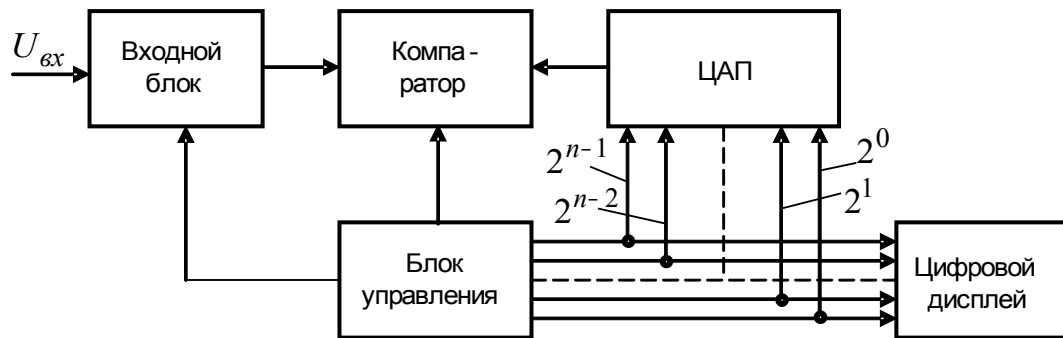 U_вх
Входной
блок
Компа -
ратор
ЦАП
2^{n-1}
2^{n-2}
2^0
2^1
Блок
управления
Цифровой
дисплей